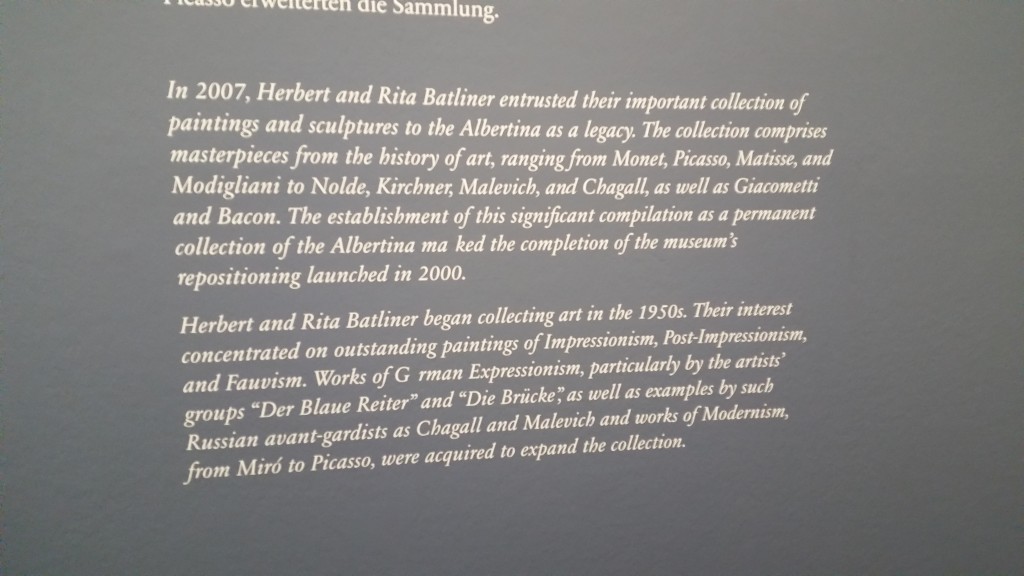 Picasso erweiterten die Sammlung.
In 2007, Herbert and Rita Batliner entrusted their important collection of
paintings and sculptures to the Albertina as a legacy. The collection comprises
masterpieces from the history of art, ranging from Monet, Picasso, Matisse, and
Modigliani to Nolde, Kirchner, Malevich, and Chagall, as well as Giacometti
and Bacon. The establishment of this significant compilation as a permanent
collection of the Albertina ma ked the completion of the museum's
repositioning launched in 2000.
Herbert and Rita Batliner began collecting art in the 1950s. Their interest
concentrated on outstanding paintings of Impressionism, Post-Impressionism,
and Fauvism. Works of G rman Expressionism, particularly by the artists'
groups “Der Blaue Reiter” and “Die Brücke”, as well as examples by such
Russian avant-gardists as Chagall and Malevich and works of Modernism,
from Miró to Picasso, were acquired to expand the collection.